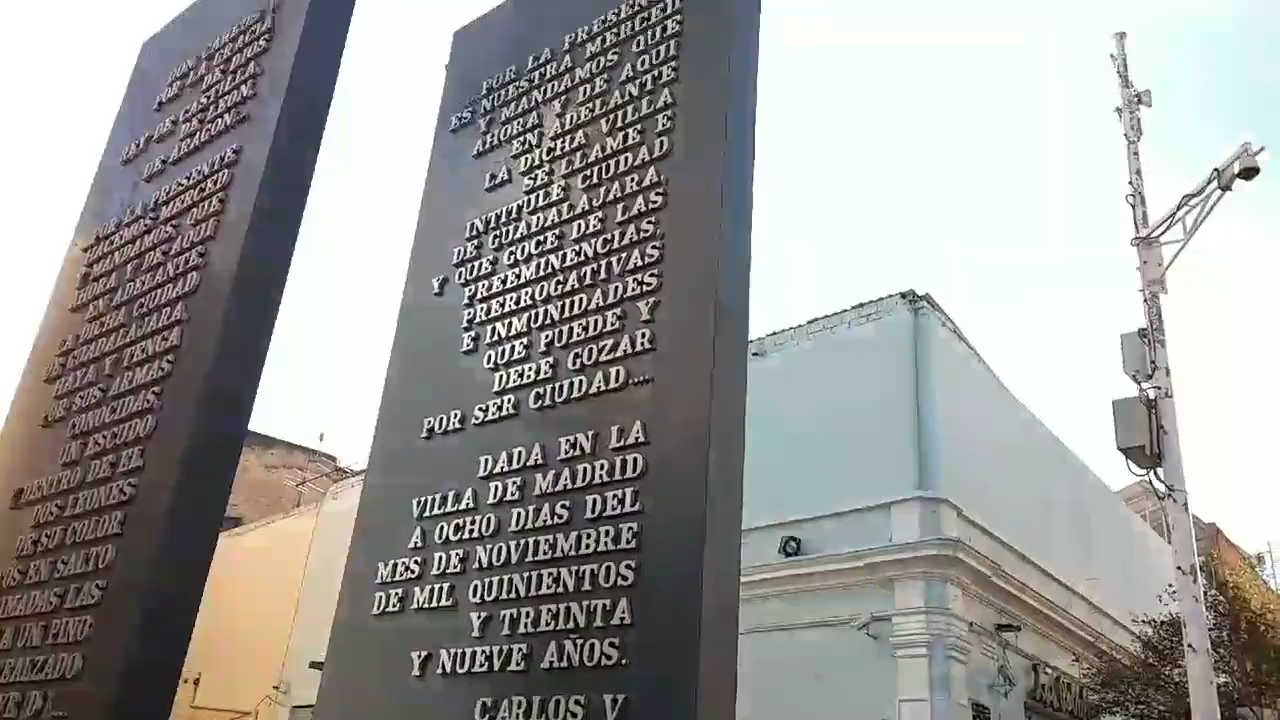 DON CARLOS
POR LA GRACIA
DE DIOS
REY DE CASTILLA,
DE LEON,
DE ARAGON...
POR LA PRESENTE
HACEMOS MERCED
Y MANDAMOS, QUE
AHORA Y DE AQUI
EN ADELANTE,
LA DICHA CIUDAD
DE GUADALAJARA,
HAYA Y TENGA
POR SUS ARMAS
CONOCIDAS,
UN ESCUDO
DENTRO DE EL
DOS LEONES
DE SU COLOR
EN SALTO
LAS
A UN PINO
REALZADO
POR LA PRESENTE
ES NUESTRA MERCED
Y MANDAMOS QUE
AHORA Y DE AQUI
EN ADELANTE
LA DICHA VILLA
SE LLAME E
INTITULE CIUDAD
DE GUADALAJARA,
Y QUE GOCE DE LAS
PREEMINENCIAS,
PRERROGATIVAS
E INMUNIDADES
QUE PUEDE Y
DEBE GOZAR
POR SER CIUDAD....
DADA EN LA
VILLA DE MADRID
A OCHO DIAS DEL
MES DE NOVIEMBRE
DE MIL QUINIENTOS
Y TREINTA
Y NUEVE AÑOS.
CARLOS V